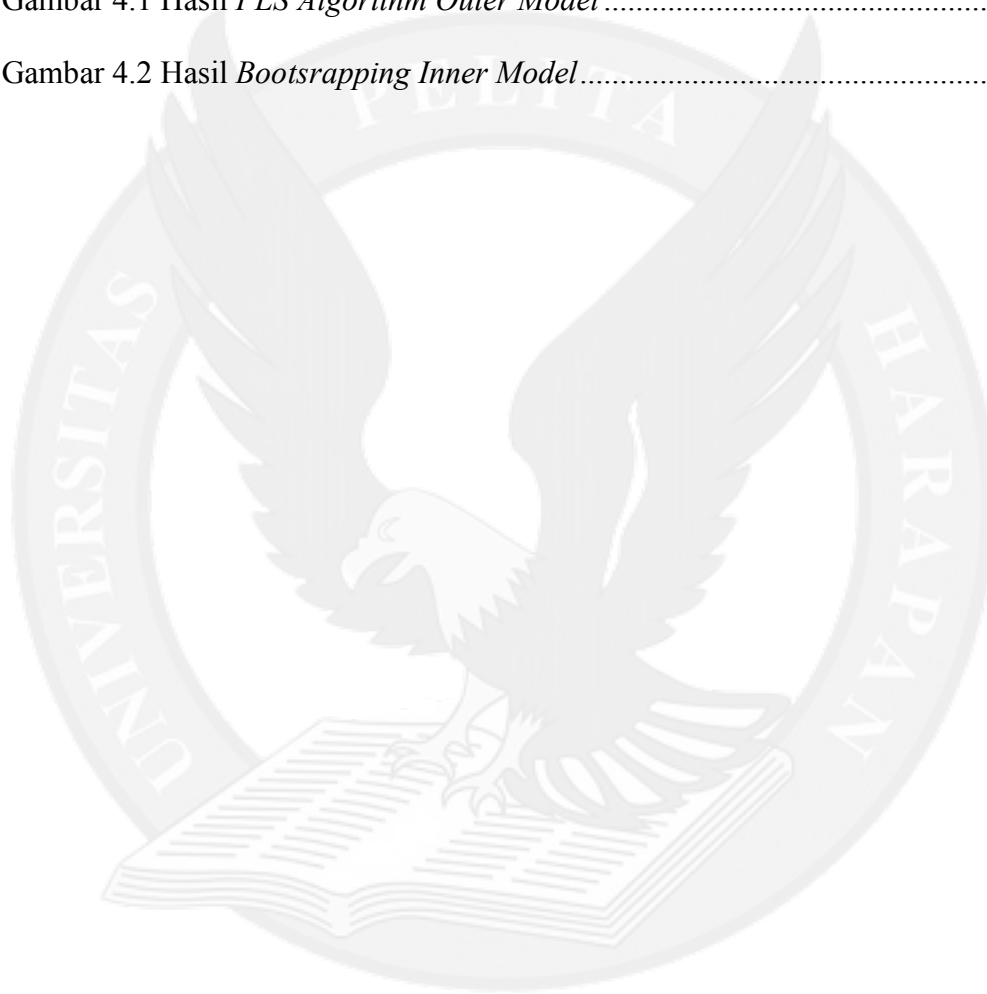 Gambar 4.1 Hasil PLS Algorithm Outer Model................................................
Gambar 4.2 Hasil Bootsrapping Inner Model...................................................
UNIVERSITAS PELITA HARAPAN